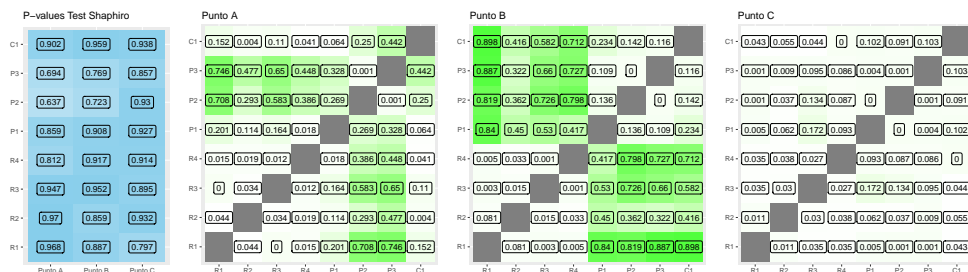 P-values Test Shaphiro
C1 0.902 0.959 0.938
P3 0.694 0.769 0.857
P2 0.637 0.723 0.93
P1 0.859 0.908 0.927
R4 0.812 0.917 0.914
R3 0.947 0.952 0.895
R2 0.97 0.859 0.932
R1 0.968 0.887 0.797
Punto A Punto B Punto C
Punto A
C1 0.152 0.004 0.11 0.041 0.064 0.25 0.442
P3 0.746 0.477 0.65 0.448 0.328 0.001 0.442
P2 0.708 0.293 0.583 0.386 0.269 0.001 0.25
P1 0.201 0.114 0.164 0.018 0.269 0.328 0.064
R4 0.015 0.019 0.012 0.018 0.386 0.448 0.041
R3 0 0.034 0.012 0.164 0.583 0.65 0.11
R2 0.044 0.034 0.019 0.114 0.293 0.477 0.004
R1 0.044 0 0.015 0.201 0.708 0.746 0.152
R1 R2 R3 R4 P1 P2 P3 C1
Punto B
C1 0.898 0.416 0.582 0.712 0.234 0.142 0.116
P3 0.887 0.322 0.66 0.727 0.109 0 0.116
P2 0.819 0.362 0.726 0.798 0.136 0 0.142
P1 0.84 0.45 0.53 0.417 0.136 0.109 0.234
R4 0.005 0.033 0.001 0.417 0.798 0.727 0.712
R3 0.003 0.015 0.001 0.53 0.726 0.66 0.582
R2 0.081 0.015 0.033 0.45 0.362 0.322 0.416
R1 0.081 0.003 0.005 0.84 0.819 0.887 0.898
R1 R2 R3 R4 P1 P2 P3 C1
Punto C
C1 0.043 0.055 0.044 0 0.102 0.091 0.103
P3 0.001 0.009 0.095 0.086 0.004 0.001 0.103
P2 0.001 0.037 0.134 0.087 0 0.001 0.091
P1 0.005 0.062 0.172 0.093 0 0.004 0.102
R4 0.035 0.038 0.027 0.093 0.087 0.086 0
R3 0.035 0.03 0.027 0.172 0.134 0.095 0.044
R2 0.011 0.03 0.038 0.062 0.037 0.009 0.055
R1 0.011 0.035 0.035 0.005 0.001 0.001 0.043
R1 R2 R3 R4 P1 P2 P3 C1